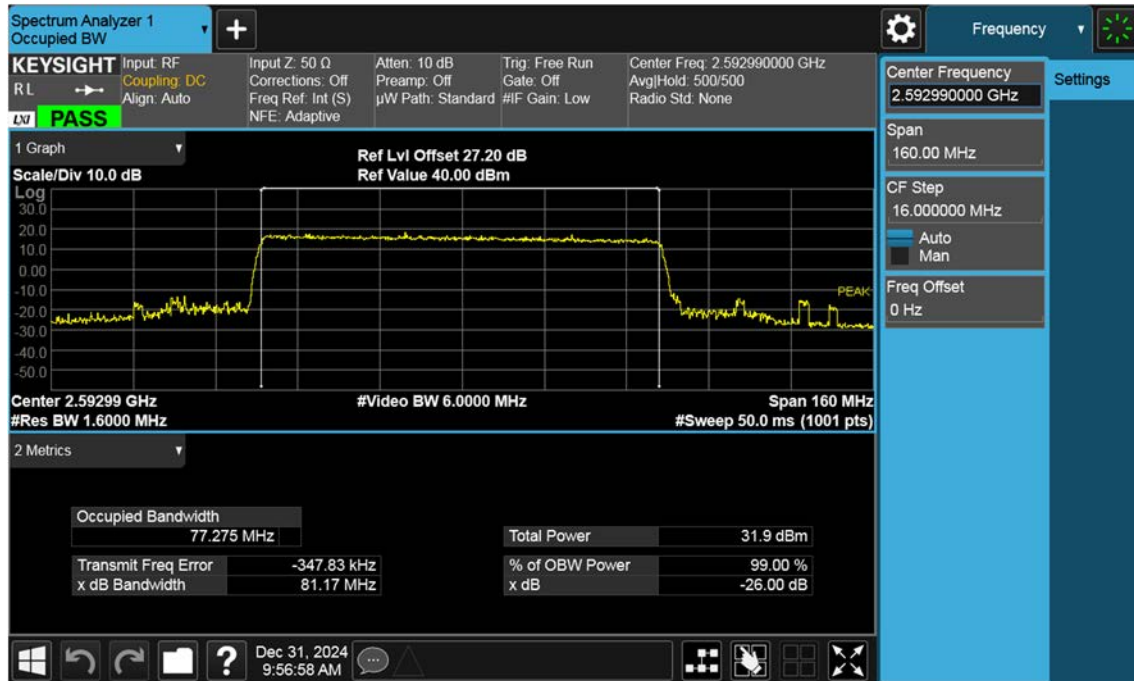 Spectrum Analyzer 1
Occupied BW
+
Frequency
KEYSIGHT
RL
LXI PASS
Input: RF
Coupling: DC
Align: Auto
Input Z: 50 Ω
Corrections: Off
Freq Ref: Int (S)
NFE: Adaptive
Atten: 10 dB
Preamp: Off
µW Path: Standard
Trig: Free Run
Gate: Off
#IF Gain: Low
Center Freq: 2.592990000 GHz
Avg|Hold: 500/500
Radio Std: None
Center Frequency
2.592990000 GHz
Settings
Span
160.00 MHz
CF Step
16.000000 MHz
Auto
Man
Freq Offset
0 Hz
1 Graph
Scale/Div 10.0 dB
Ref Lvl Offset 27.20 dB
Ref Value 40.00 dBm
Log
30.0
20.0
10.0
0.00
-10.0
-20.0
-30.0
-40.0
-50.0
PEAK
Center 2.59299 GHz
#Video BW 6.0000 MHz
Span 160 MHz
#Res BW 1.6000 MHz
#Sweep 50.0 ms (1001 pts)
2 Metrics
Occupied Bandwidth
77.275 MHz
Total Power 31.9 dBm
Transmit Freq Error -347.83 kHz
% of OBW Power 99.00 %
x dB Bandwidth 81.17 MHz
x dB -26.00 dB
?
Dec 31, 2024
9:56:58 AM